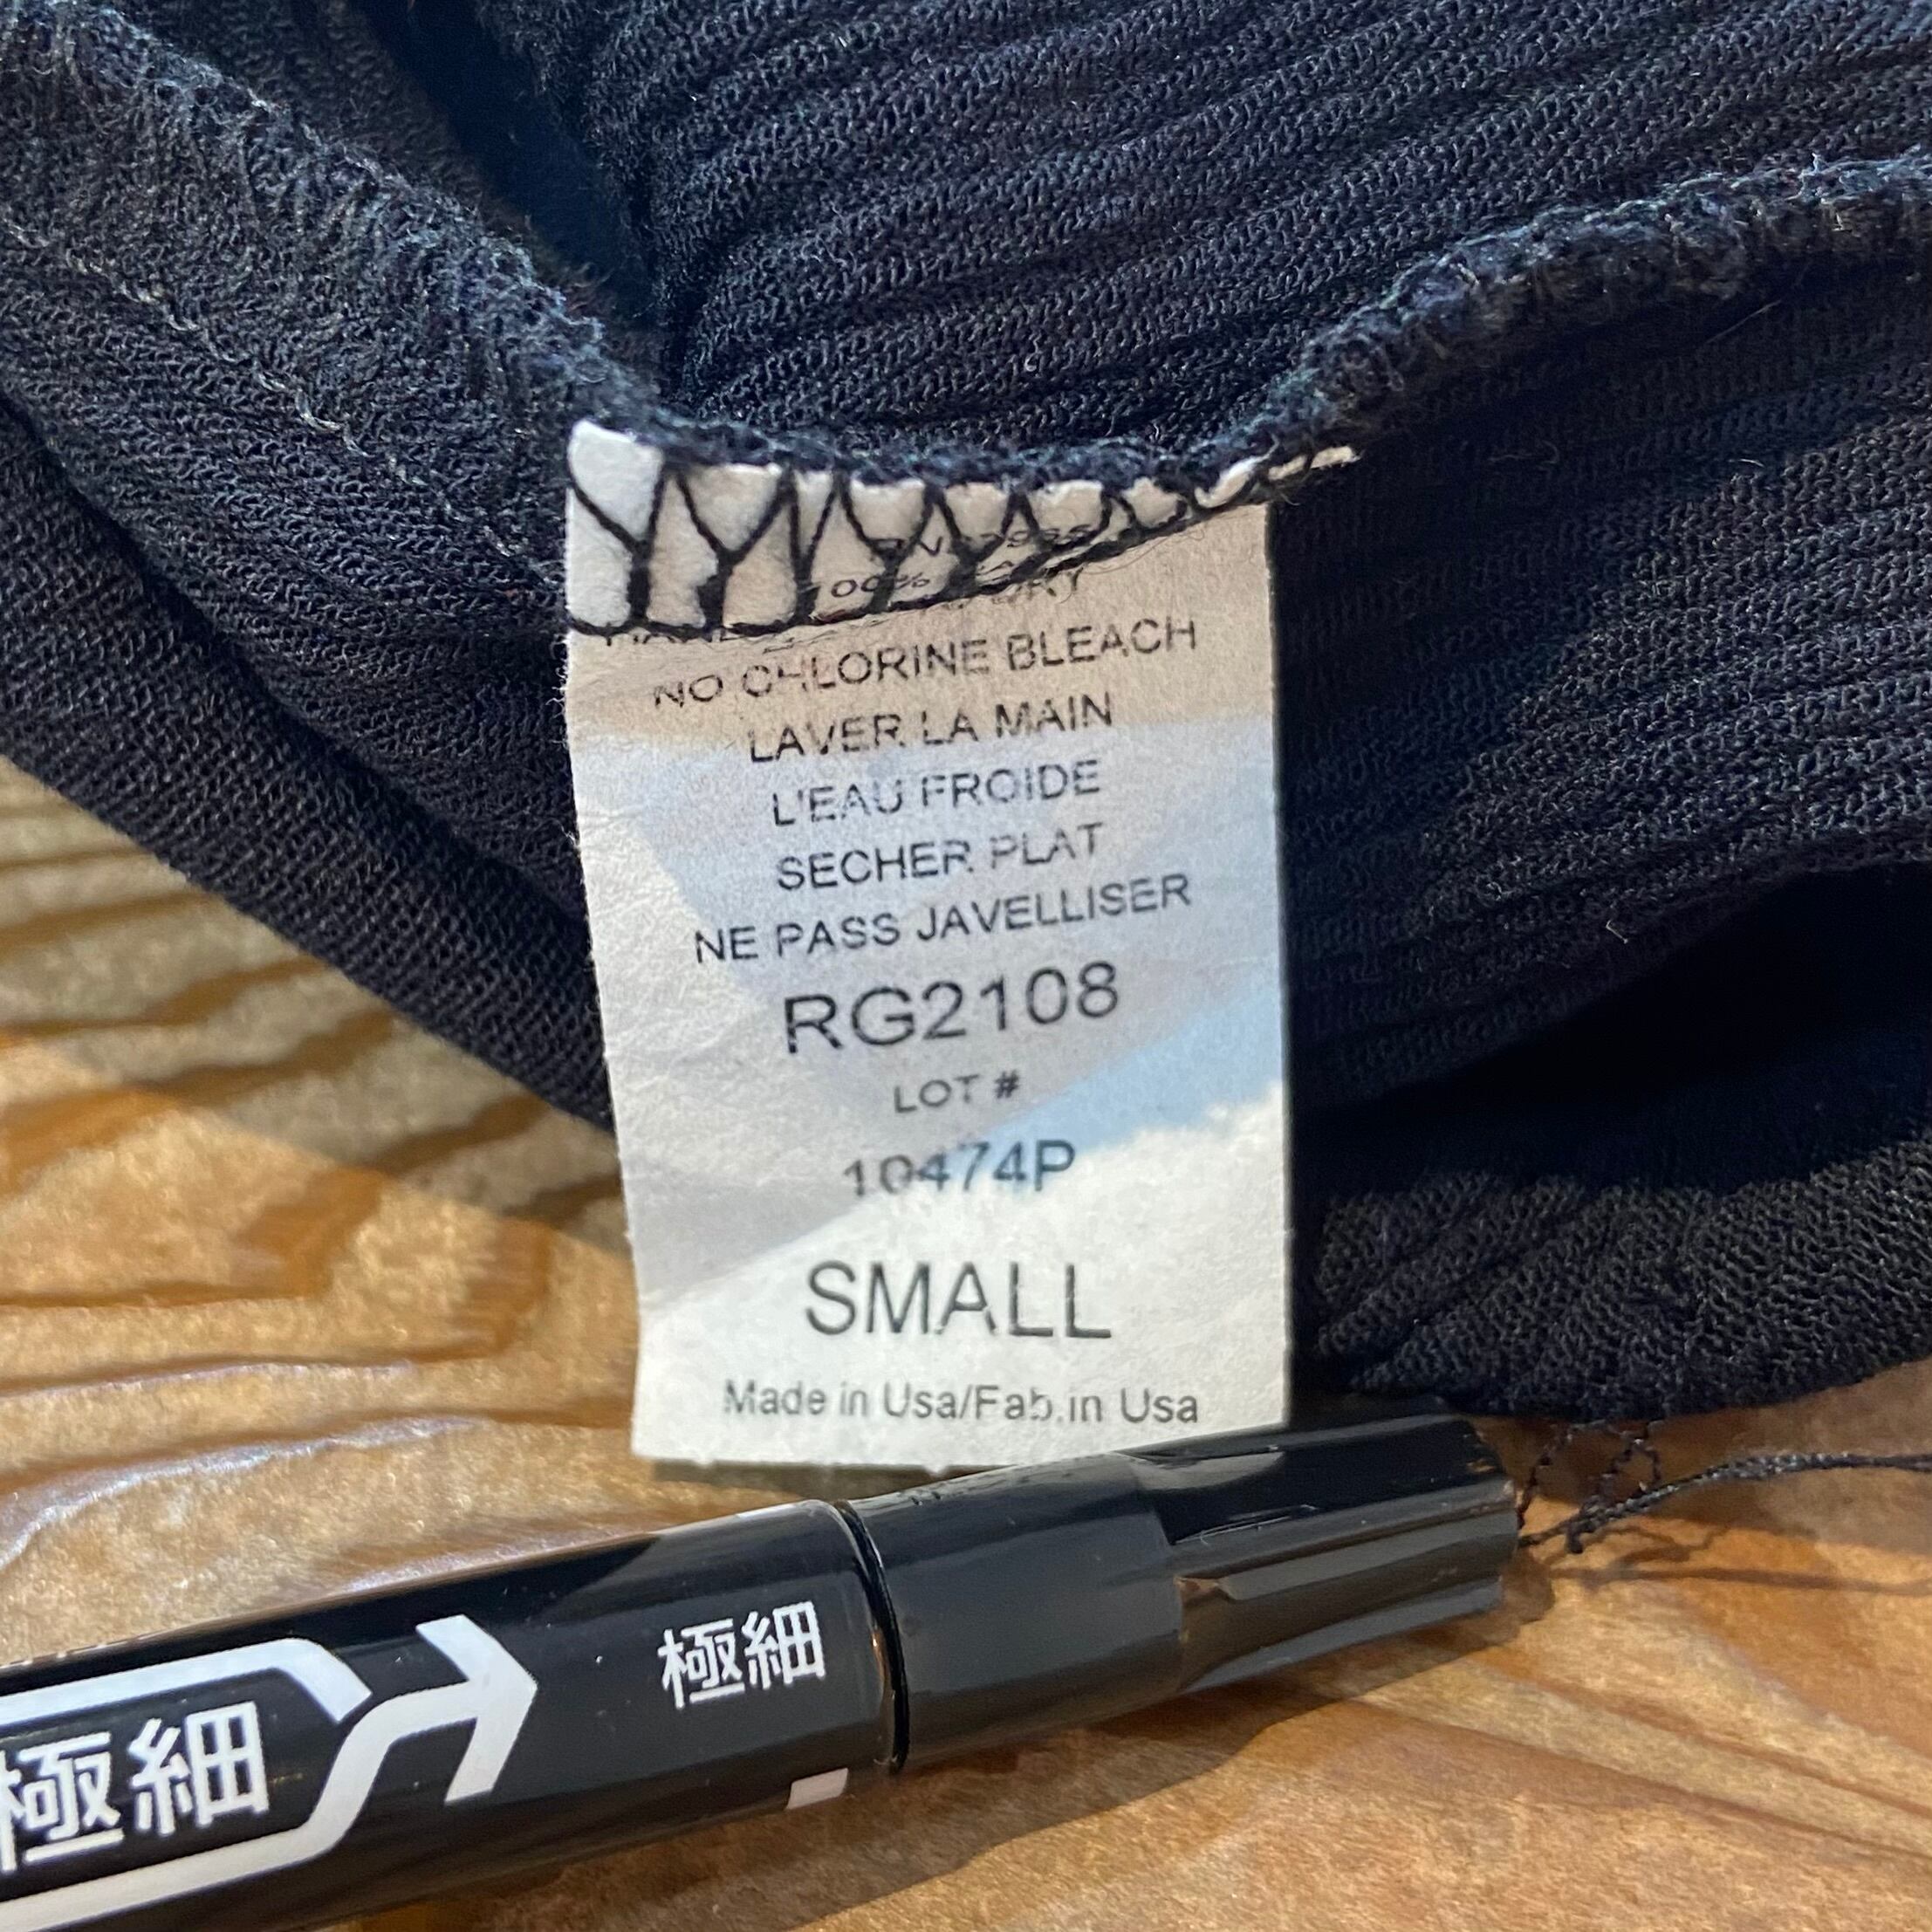 100%
NO CHLORINE BLEACH
LAVER LA MAIN
L'EAU FROIDE
SECHER PLAT
NE PASS JAVELLISER
RG2108
LOT #
10474P
SMALL
Made in Usa/Fab.in Usa
極細
極細